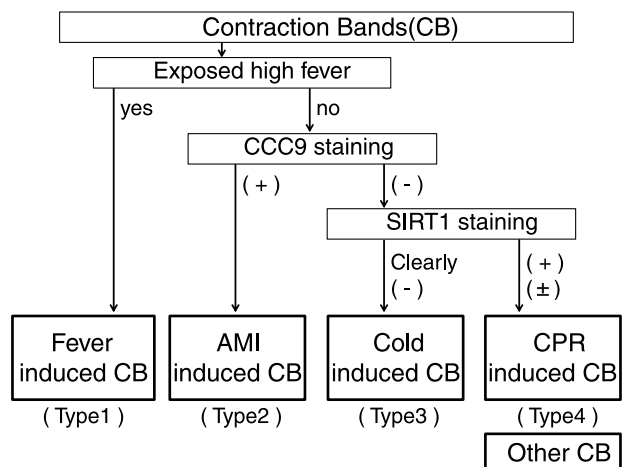 Contraction Bands(CB)
Exposed high fever
yes
no
CCC9 staining
( + )
( - )
SIRT1 staining
Clearly
( - )
( + )
( ± )
Fever
induced CB
AMI
induced CB
Cold
induced CB
CPR
induced CB
( Type1 )
( Type2 )
( Type3 )
( Type4 )
Other CB